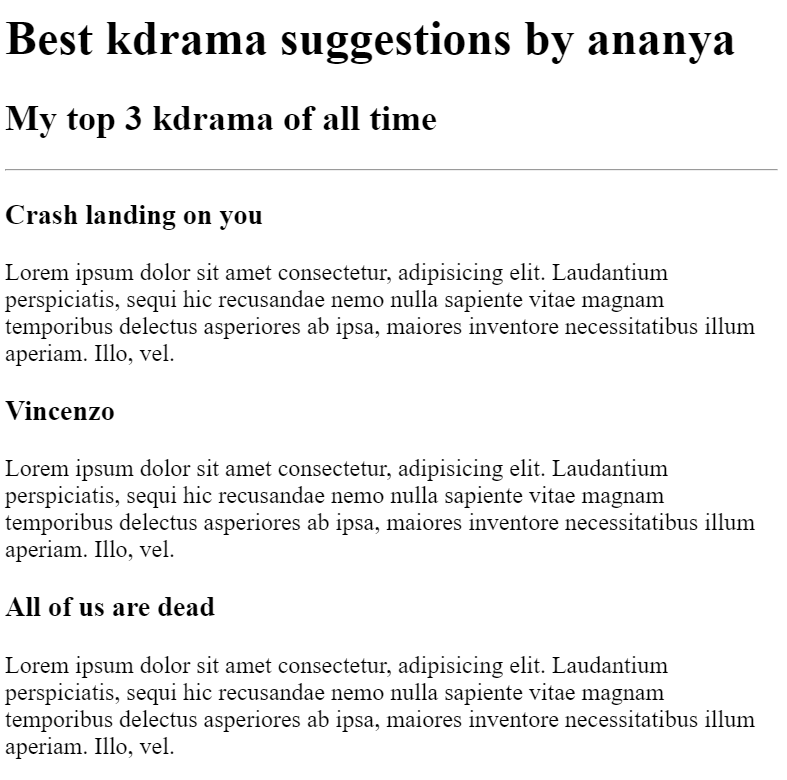 Best kdrama suggestions by ananya
My top 3 kdrama of all time
Crash landing on you
Lorem ipsum dolor sit amet consectetur, adipisicing elit. Laudantium
perspiciatis, sequi hic recusandae nemo nulla sapiente vitae magnam
temporibus delectus asperiores ab ipsa, maiores inventore necessitatibus illum
aperiam. Illo, vel.
Vincenzo
Lorem ipsum dolor sit amet consectetur, adipisicing elit. Laudantium
perspiciatis, sequi hic recusandae nemo nulla sapiente vitae magnam
temporibus delectus asperiores ab ipsa, maiores inventore necessitatibus illum
aperiam. Illo, vel.
All of us are dead
Lorem ipsum dolor sit amet consectetur, adipisicing elit. Laudantium
perspiciatis, sequi hic recusandae nemo nulla sapiente vitae magnam
temporibus delectus asperiores ab ipsa, maiores inventore necessitatibus illum
aperiam. Illo, vel.